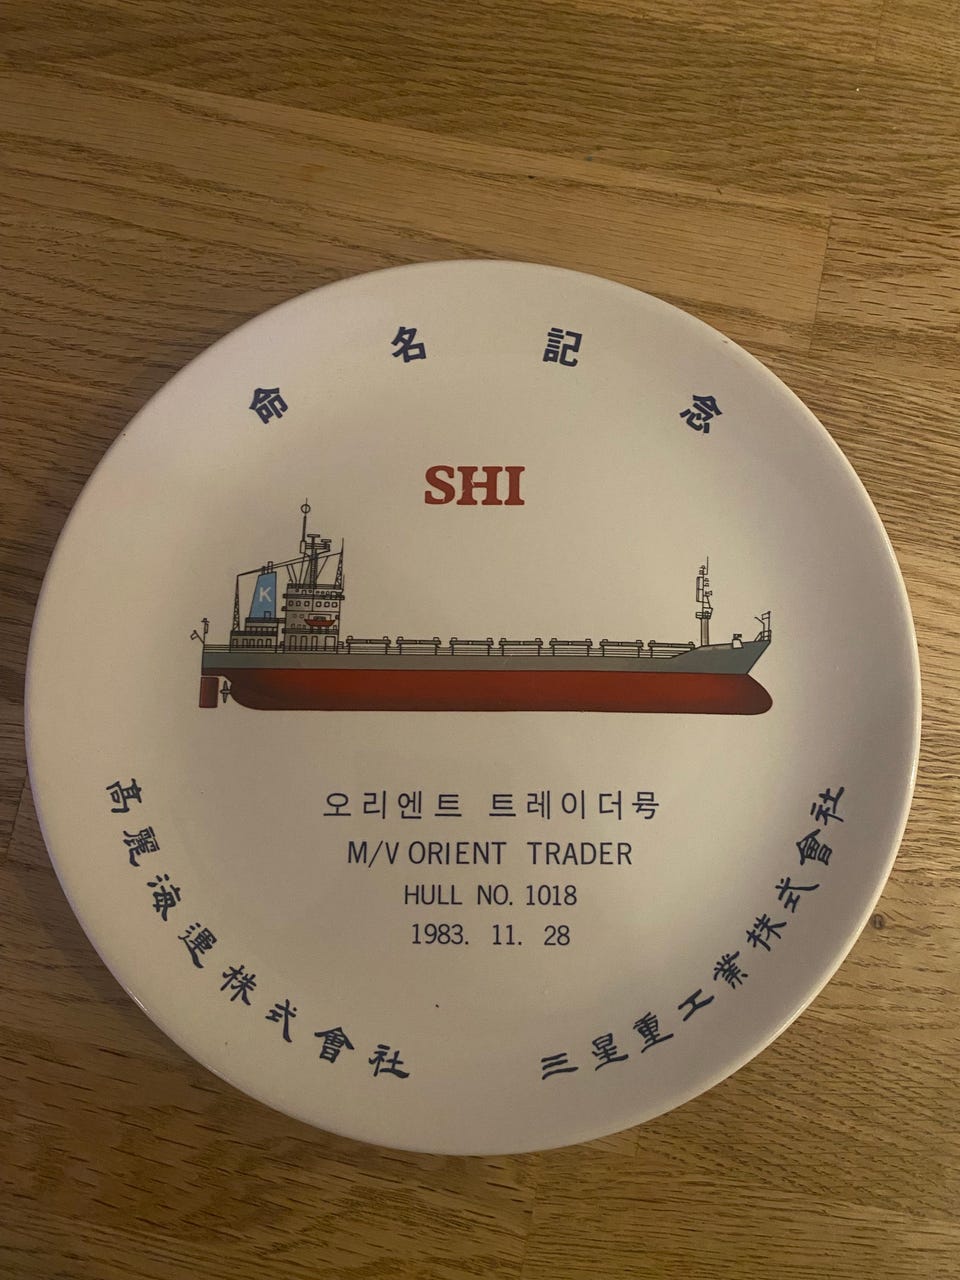 命名記念
SHI
K
오리엔트 트레이더號
M/V ORIENT TRADER
HULL NO. 1018
1983. 11. 28
高麗海運株式會社
三星重工業株式會社